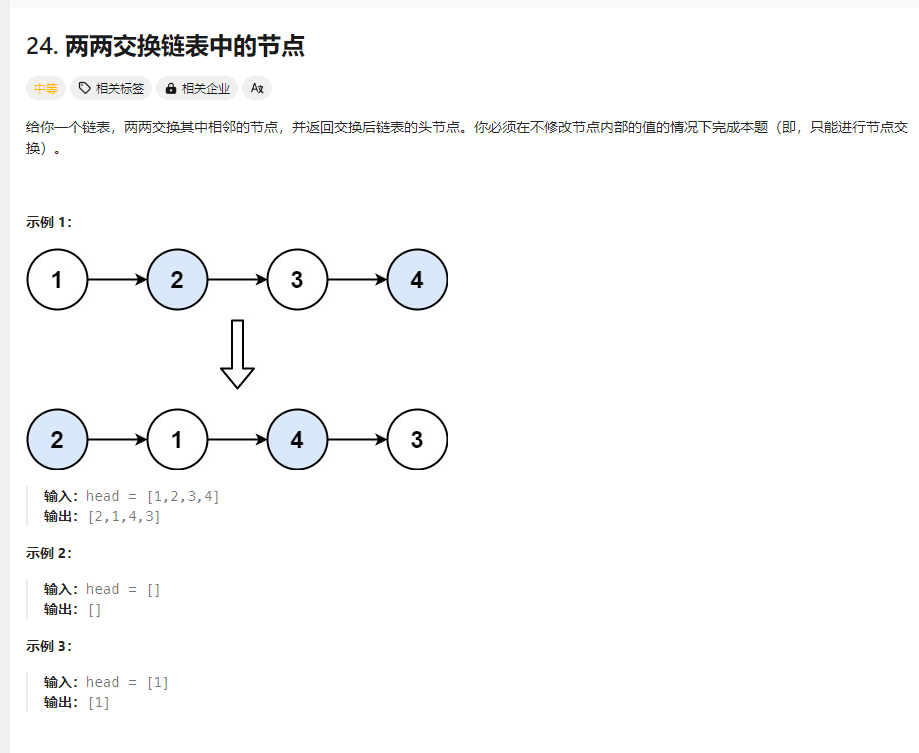 24. 两两交换链表中的节点
中等 相关标签 相关企业 Aあ
给你一个链表，两两交换其中相邻的节点，并返回交换后链表的头节点。你必须在不修改节点内部的值的情况下完成本题（即，只能进行节点交
换）。
示例 1：
1 2 3 4
2 1 4 3
输入：head = [1,2,3,4]
输出：[2,1,4,3]
示例 2：
输入：head = []
输出：[]
示例 3：
输入：head = [1]
输出：[1]